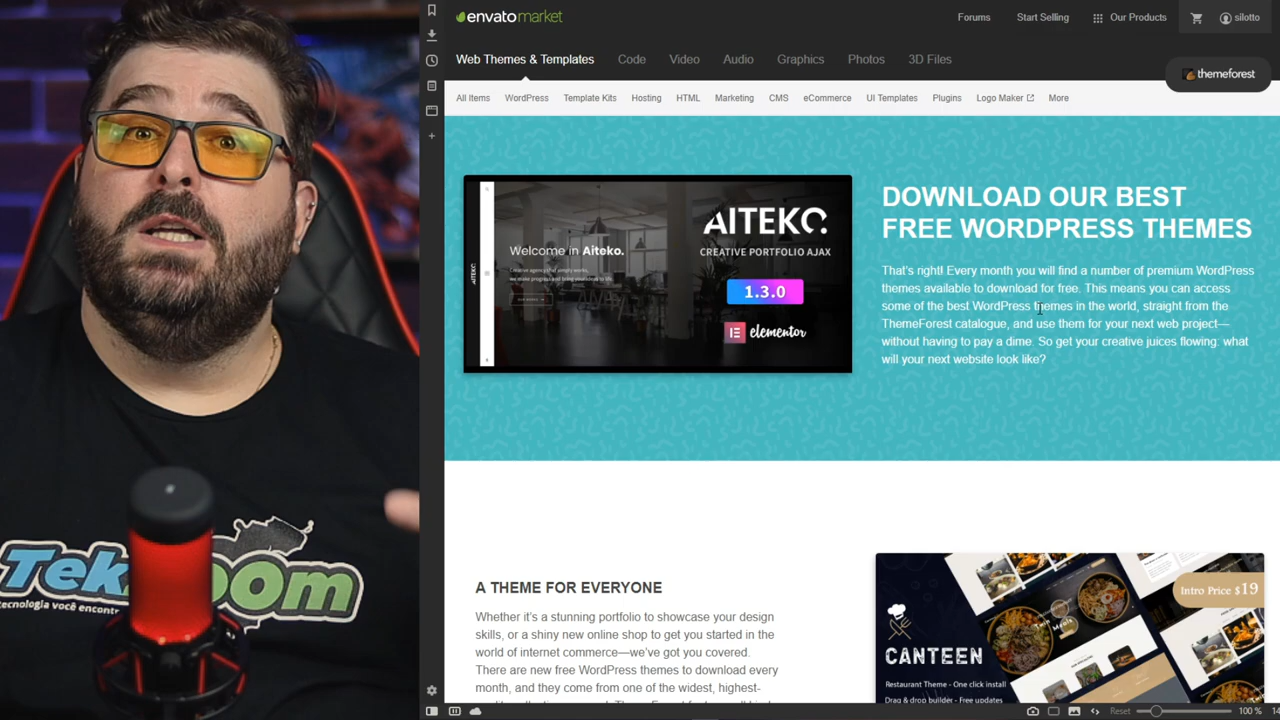 envatomarket
Forums
Start Selling
Our Products
silotto
Web Themes & Templates
Code
Video
Audio
Graphics
Photos
3D Files
themeforest
All Items
WordPress
Template Kits
Hosting
HTML
Marketing
CMS
eCommerce
UI Templates
Plugins
Logo Maker
More
AITEKO
CREATIVE PORTFOLIO AJAX
1.3.0
elementor
Welcome in Aiteko.
DOWNLOAD OUR BEST
FREE WORDPRESS THEMES
That's right! Every month you will find a number of premium WordPress
themes available to download for free. This means you can access
some of the best WordPress themes in the world, straight from the
ThemeForest catalogue, and use them for your next web project—
without having to pay a dime. So get your creative juices flowing: what
will your next website look like?
A THEME FOR EVERYONE
Whether it's a stunning portfolio to showcase your design
skills, or a shiny new online shop to get you started in the
world of internet commerce—we've got you covered.
There are new free WordPress themes to download every
month, and they come from one of the widest, highest-
Intro Price $19
CANTEEN
Restaurant Theme - One click install
Drag & drop builder - Free updates
Tek
oom
tecnologia você encont
Reset
100 %